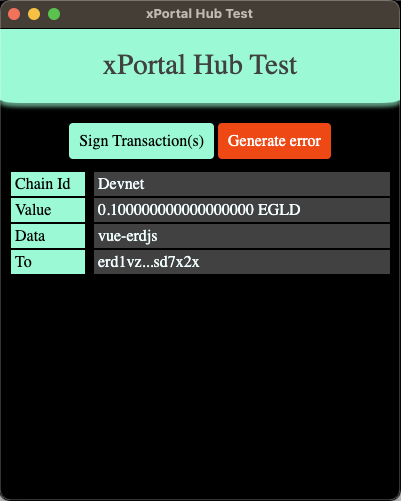 xPortal Hub Test
xPortal Hub Test
Sign Transaction(s) Generate error
Chain Id Devnet
Value 0.100000000000000000 EGLD
Data vue-erdjs
To erd1vz...sd7x2x